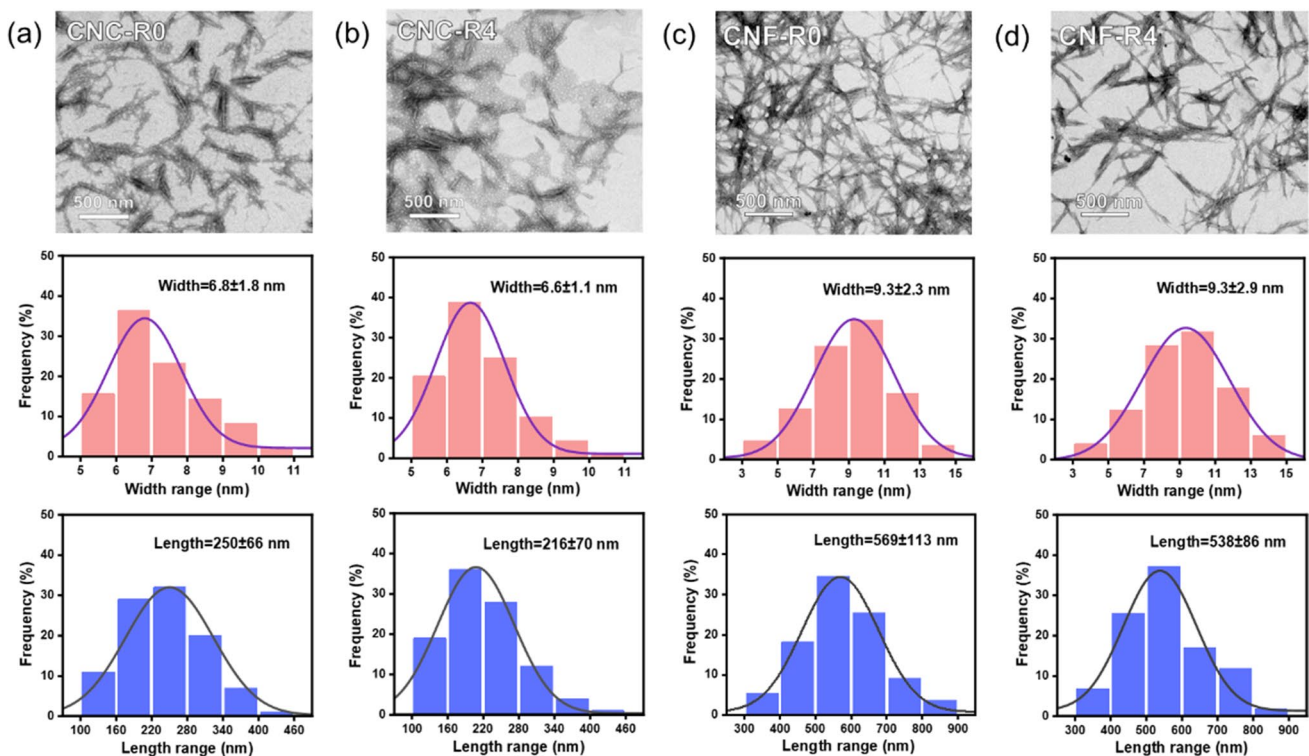 (a) CNC-R0
500 nm
(b) CNC-R4
500 nm
(c) CNF-R0
500 nm
(d) CNF-R4
500 nm
Frequency (%)
50
40
30
20
10
0
Width=6.8±1.8 nm
5 6 7 8 9 10 11
Width range (nm)
Frequency (%)
50
40
30
20
10
0
Width=6.6±1.1 nm
5 6 7 8 9 10 11
Width range (nm)
Frequency (%)
50
40
30
20
10
0
Width=9.3±2.3 nm
3 5 7 9 11 13 15
Width range (nm)
Frequency (%)
50
40
30
20
10
0
Width=9.3±2.9 nm
3 5 7 9 11 13 15
Width range (nm)
Frequency (%)
50
40
30
20
10
0
Length=250±66 nm
100 160 220 280 340 400 460
Length range (nm)
Frequency (%)
50
40
30
20
10
0
Length=216±70 nm
100 160 220 280 340 400 460
Length range (nm)
Frequency (%)
50
40
30
20
10
0
Length=569±113 nm
300 400 500 600 700 800 900
Length range (nm)
Frequency (%)
50
40
30
20
10
0
Length=538±86 nm
300 400 500 600 700 800 900
Length range (nm)